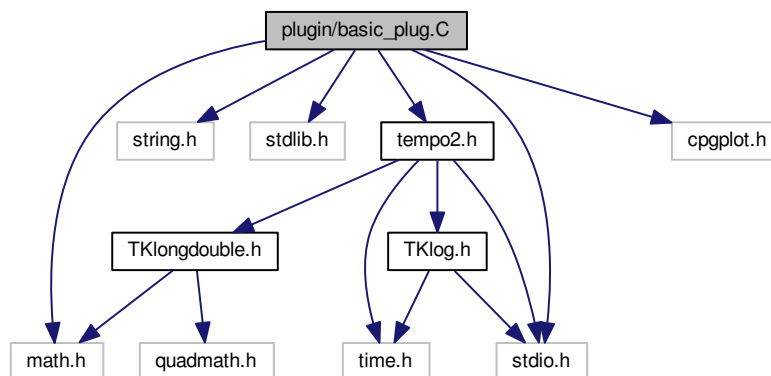 plugin/basic_plug.C
string.h
stdlib.h
tempo2.h
cpgplot.h
TKlongdouble.h
TKlog.h
math.h
quadmath.h
time.h
stdio.h